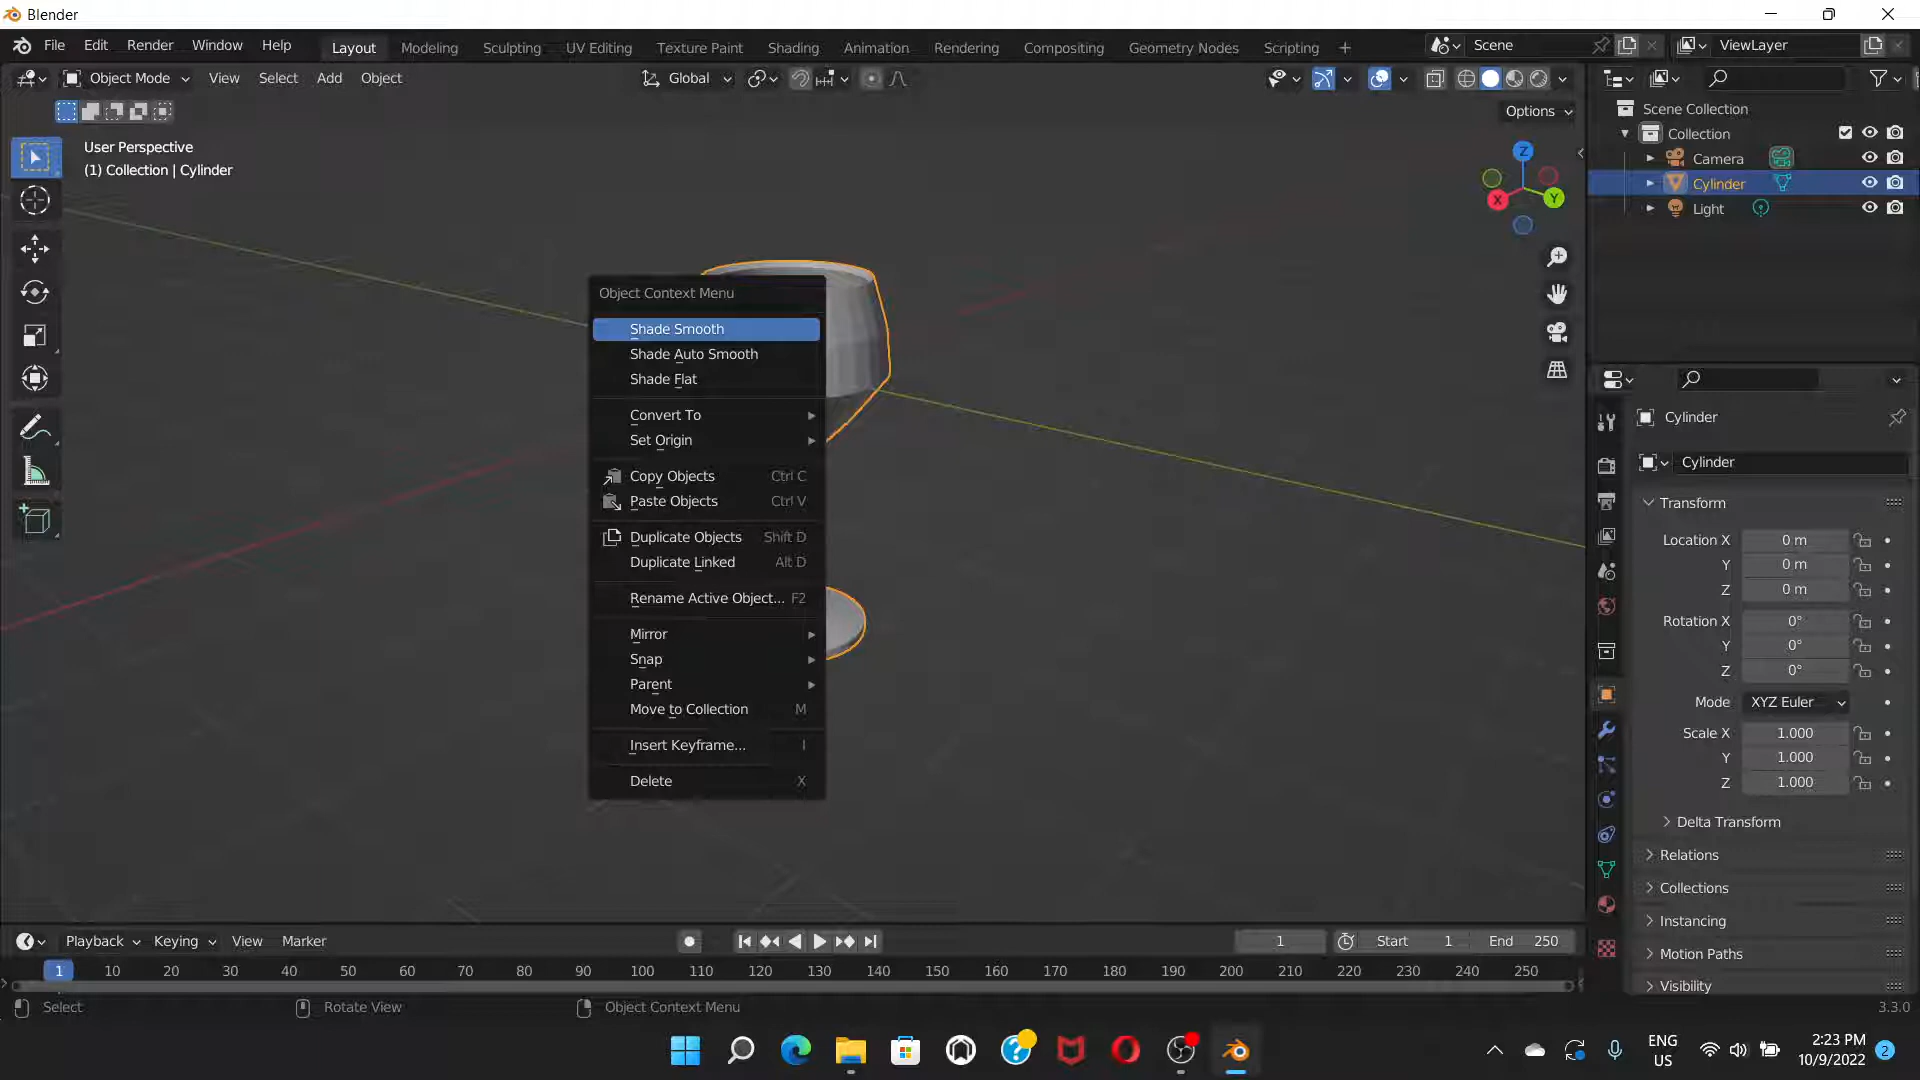 Blender
File Edit Render Window Help
Layout Modeling Sculpting UV Editing Texture Paint Shading Animation Rendering Compositing Geometry Nodes Scripting +
Scene
ViewLayer
Object Mode View Select Add Object
Global
Options
User Perspective
(1) Collection | Cylinder
Z
X
Y
Scene Collection
Collection
Camera
Cylinder
Light
Object Context Menu
Shade Smooth
Shade Auto Smooth
Shade Flat
Convert To
Set Origin
Copy Objects Ctrl C
Paste Objects Ctrl V
Duplicate Objects Shift D
Duplicate Linked Alt D
Rename Active Object... F2
Mirror
Snap
Parent
Move to Collection M
Insert Keyframe... I
Delete X
Cylinder
Cylinder
Transform
Location X 0 m
Y 0 m
Z 0 m
Rotation X 0°
Y 0°
Z 0°
Mode XYZ Euler
Scale X 1.000
Y 1.000
Z 1.000
Delta Transform
Relations
Collections
Instancing
Motion Paths
Visibility
Playback Keying View Marker
1 Start 1 End 250
1 10 20 30 40 50 60 70 80 90 100 110 120 130 140 150 160 170 180 190 200 210 220 230 240 250
Select Rotate View Object Context Menu
3.3.0
ENG
US
2:23 PM
10/9/2022
2